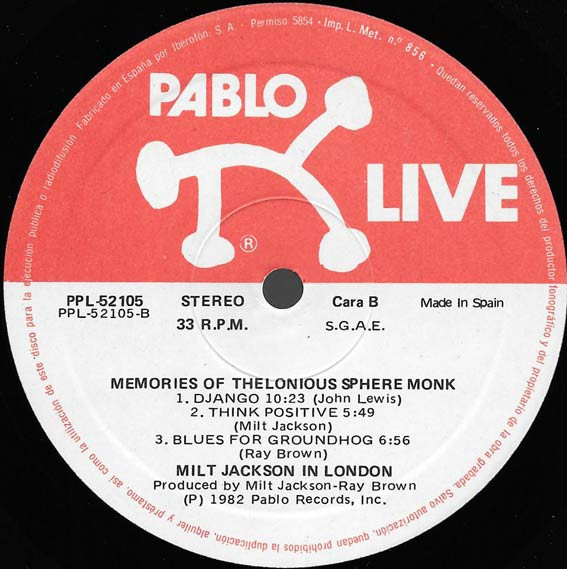 Fabricado en España por Iberofón, S. A. - Permiso 5854 - Imp. L. Met. n.º 856 - Quedan reservados todos los derechos del productor fonográfico y del propietario de la obra grabada. Salvo autorización, quedan prohibidos la duplicación, alquiler y préstamo, así como la utilización de este disco para la ejecución pública o radiodifusión.
PABLO
LIVE
®
PPL-52105 STEREO Cara B Made In Spain
PPL-52105-B
33 R.P.M. S.G.A.E.
MEMORIES OF THELONIOUS SPHERE MONK
1. DJANGO 10:23 (John Lewis)
2. THINK POSITIVE 5:49
(Milt Jackson)
3. BLUES FOR GROUNDHOG 6:56
(Ray Brown)
MILT JACKSON IN LONDON
Produced by Milt Jackson-Ray Brown
(P) 1982 Pablo Records, Inc.